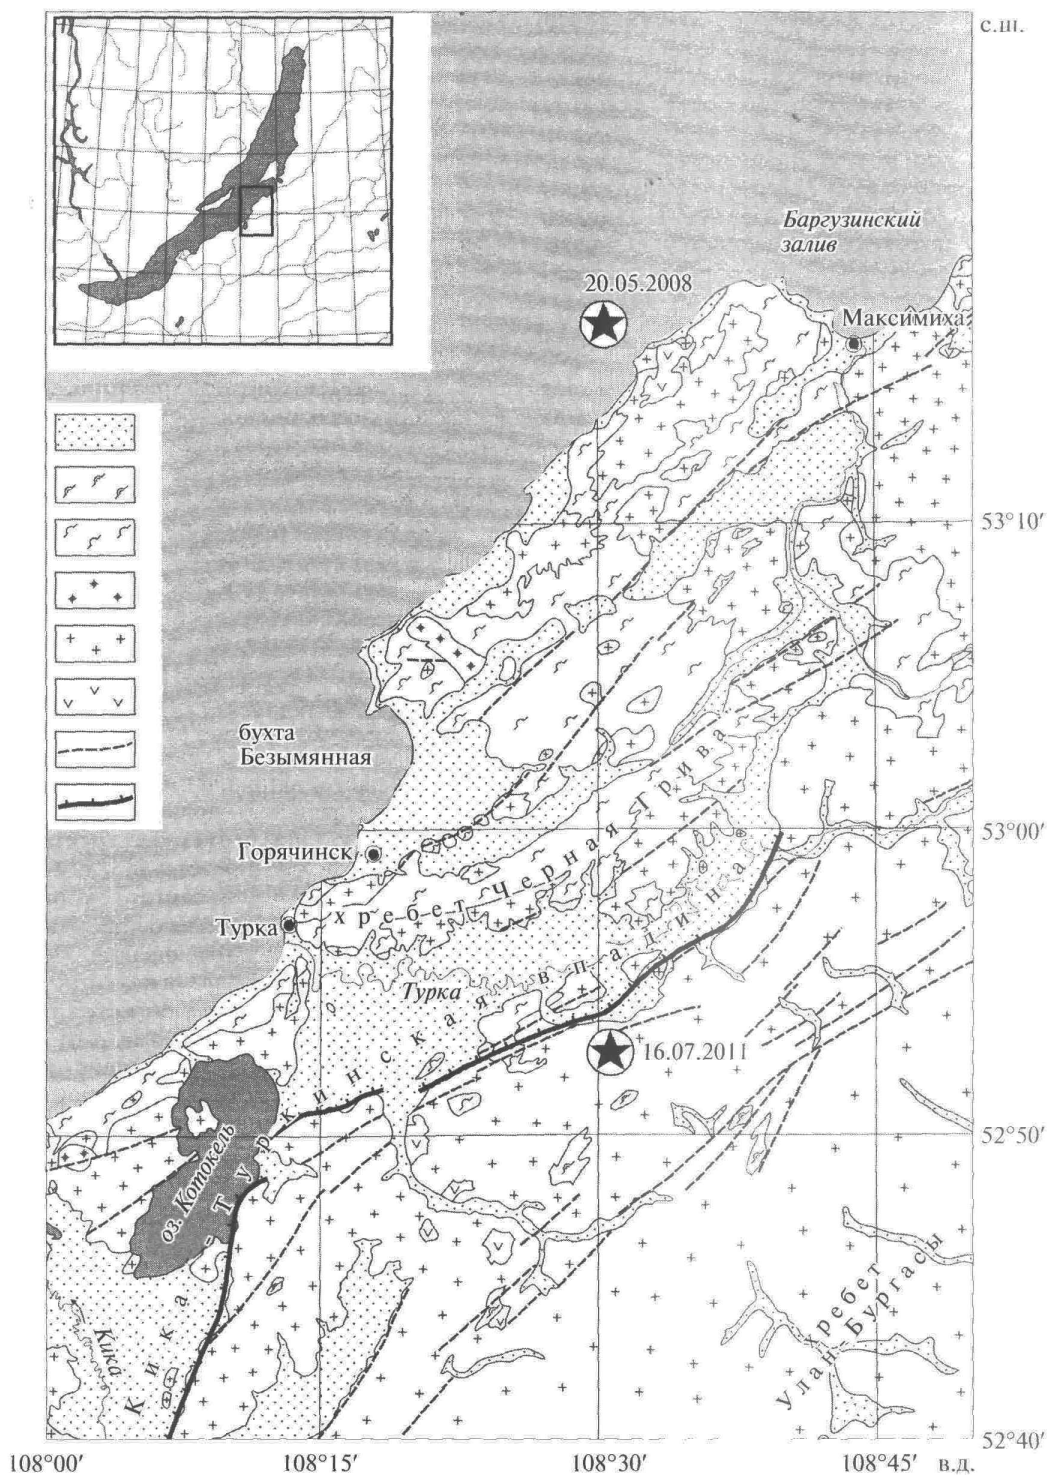 с.ш.
Баргузинский
залив
20.05.2008
Максимиха
53°10′
бухта
Безымянная
53°00′
Горячинск
хребет Черная Грива
Турка
Турка
Кика - Туркинская впадина
16.07.2011
52°50′
оз. Котокель
хребет
Улан-Бургасы
Кика
52°40′
108°00′
108°15′
108°30′
108°45′
в.д.